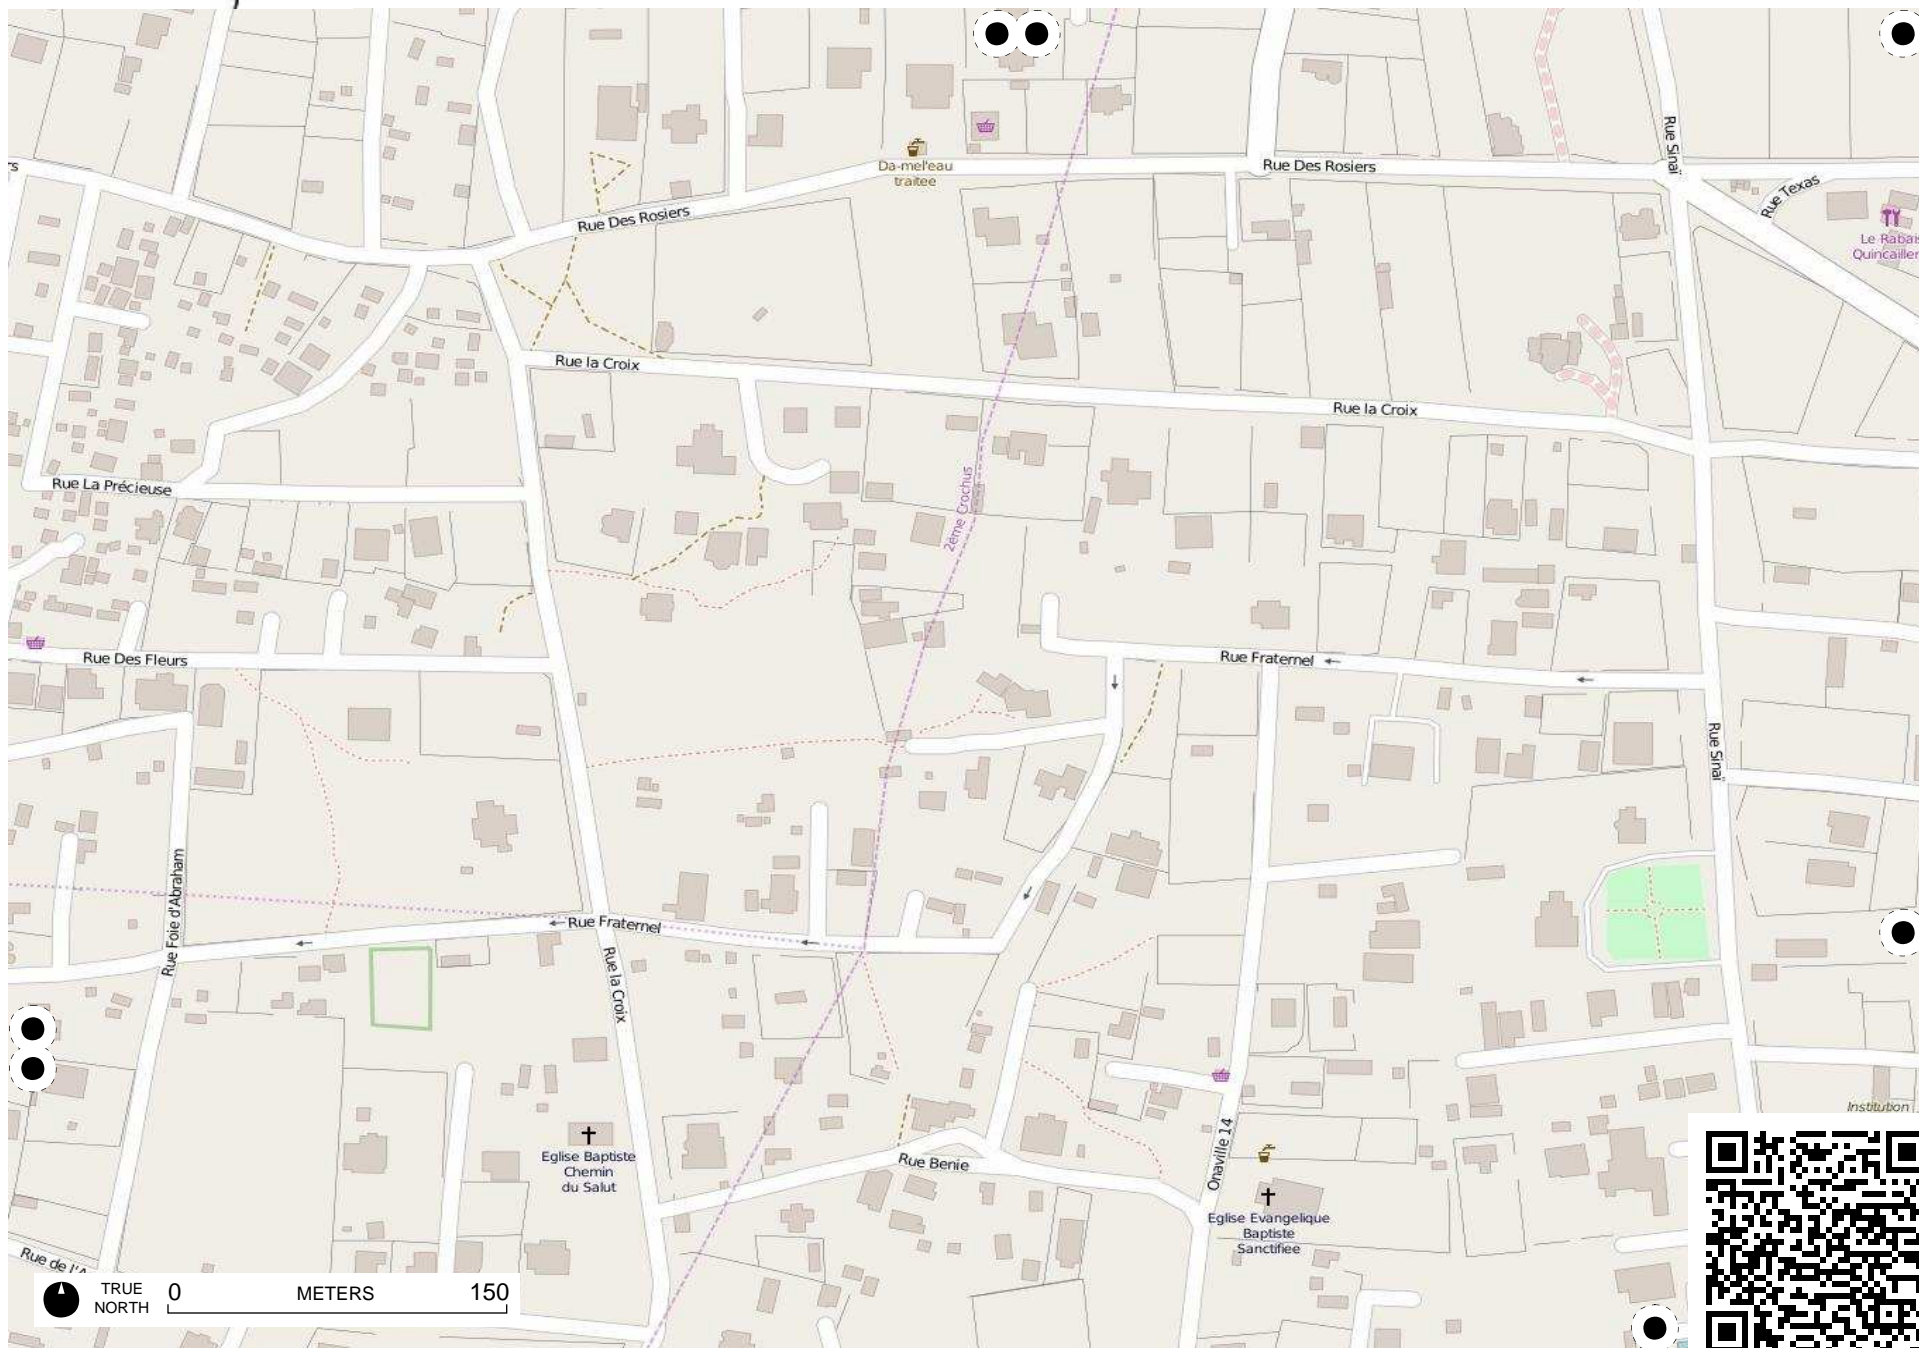 Rue Sinaï
Rue Des Rosiers
Da-mel'eau
traitee
Rue Texas
Rue Des Rosiers
Le Rabais
Rue la Croix
Rue la Croix
Rue La Précieuse
2ème Crochus
Rue Des Fleurs
Rue Fraternel
Rue Sinaï
Rue Foie d'Abraham
Rue Fraternel
Rue la Croix
Institution
Onaville 14
Eglise Baptiste
Chemin
du Salut
Rue Benie
Eglise Evangelique
Baptiste
Sanctifiee
Rue de l'A
TRUE
NORTH
0 METERS 150